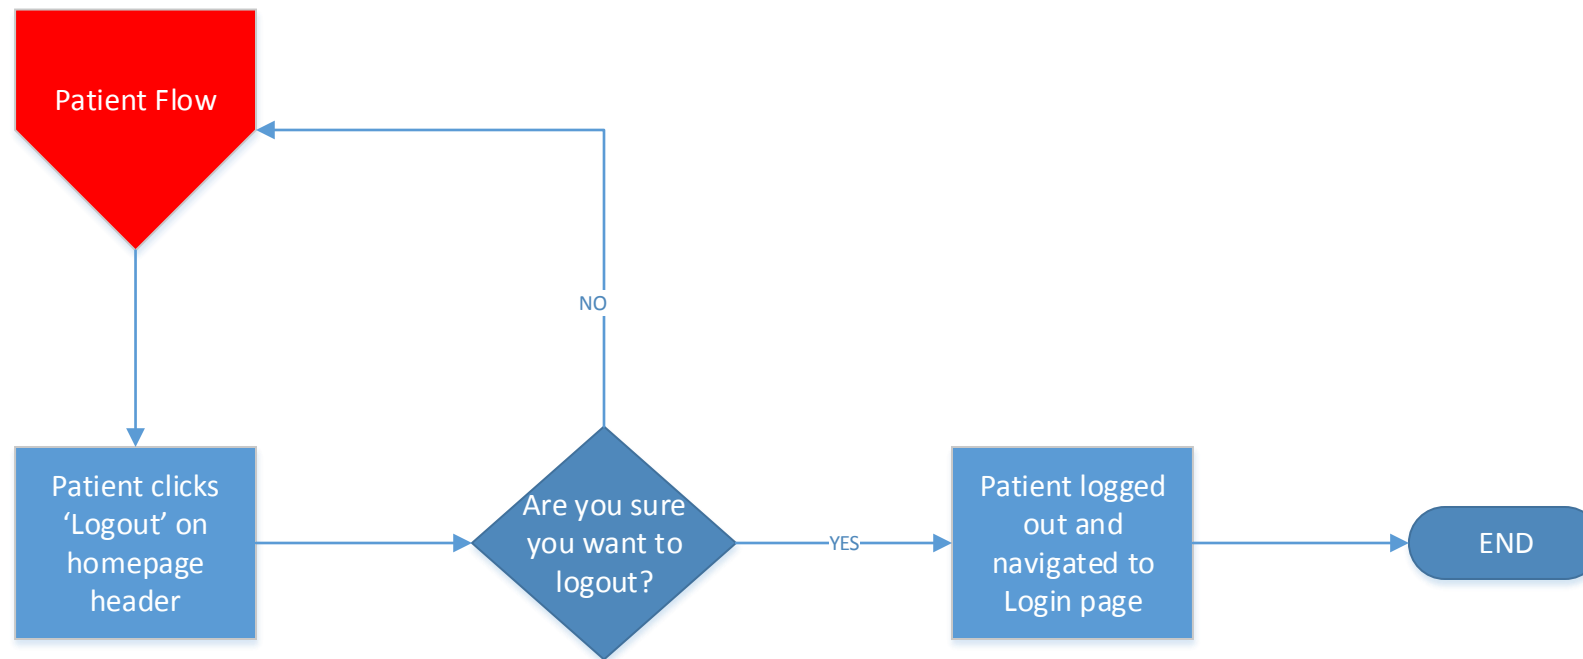 Patient Flow
NO
Patient clicks
‘Logout’ on
homepage
header
Are you sure
you want to
logout?
YES
Patient logged
out and
navigated to
Login page
END